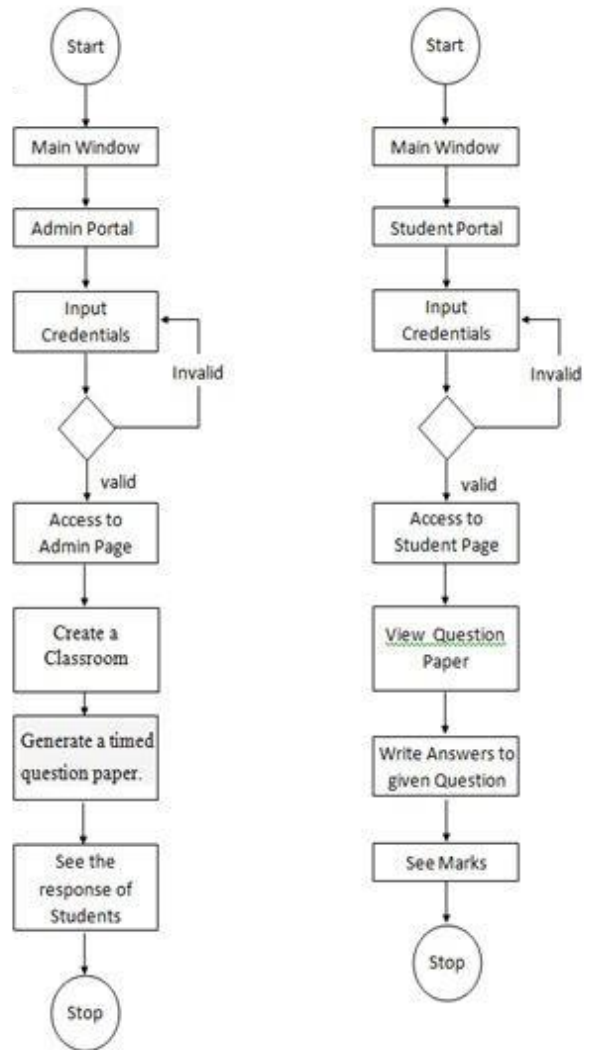 Start
Main Window
Admin Portal
Input
Credentials
Invalid
valid
Access to
Admin Page
Create a
Classroom
Generate a timed
question paper.
See the
response of
Students
Stop
Start
Main Window
Student Portal
Input
Credentials
Invalid
valid
Access to
Student Page
View Question
Paper
Write Answers to
given Question
See Marks
Stop